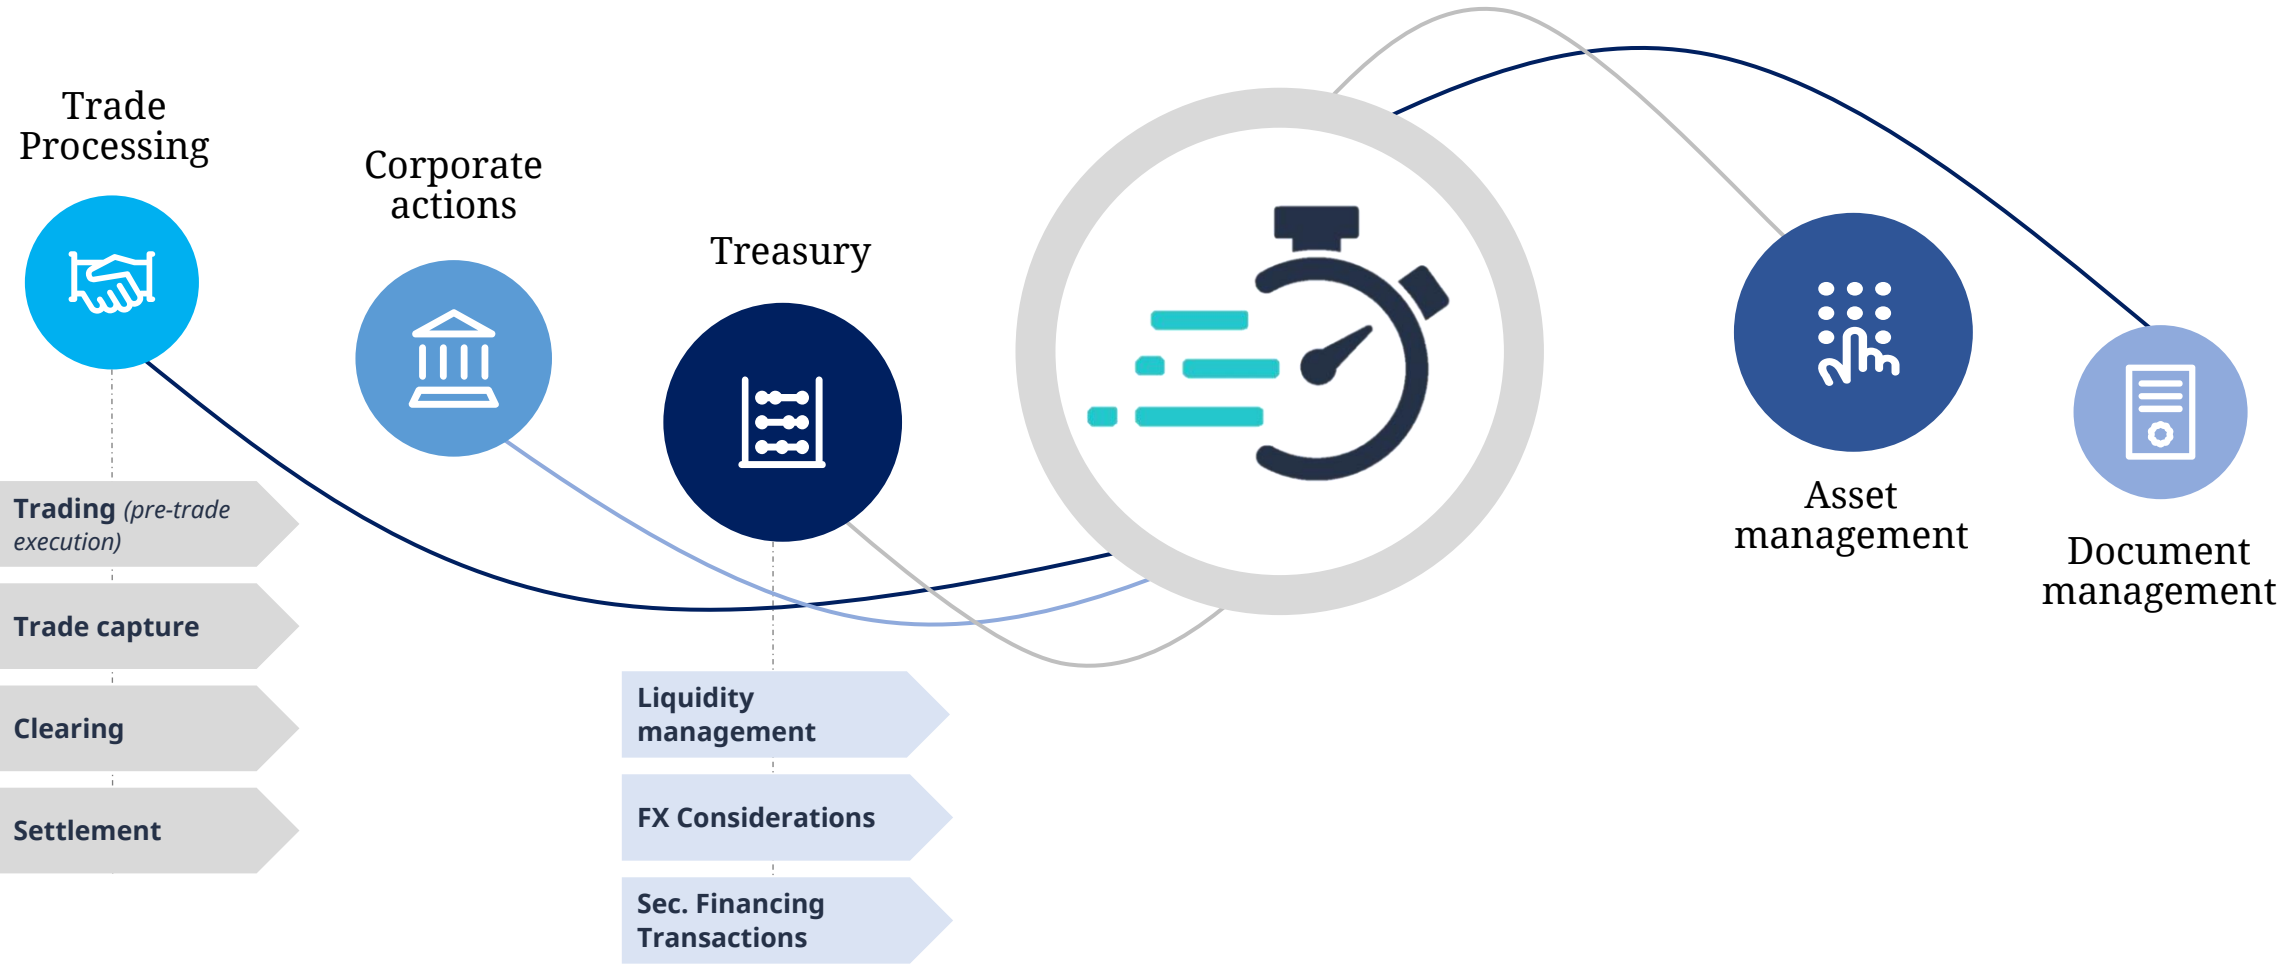 Trade
Processing
Corporate
actions
Treasury
Asset
management
Document
management
Trading (pre-trade
execution)
Trade capture
Clearing
Settlement
Liquidity
management
FX Considerations
Sec. Financing
Transactions